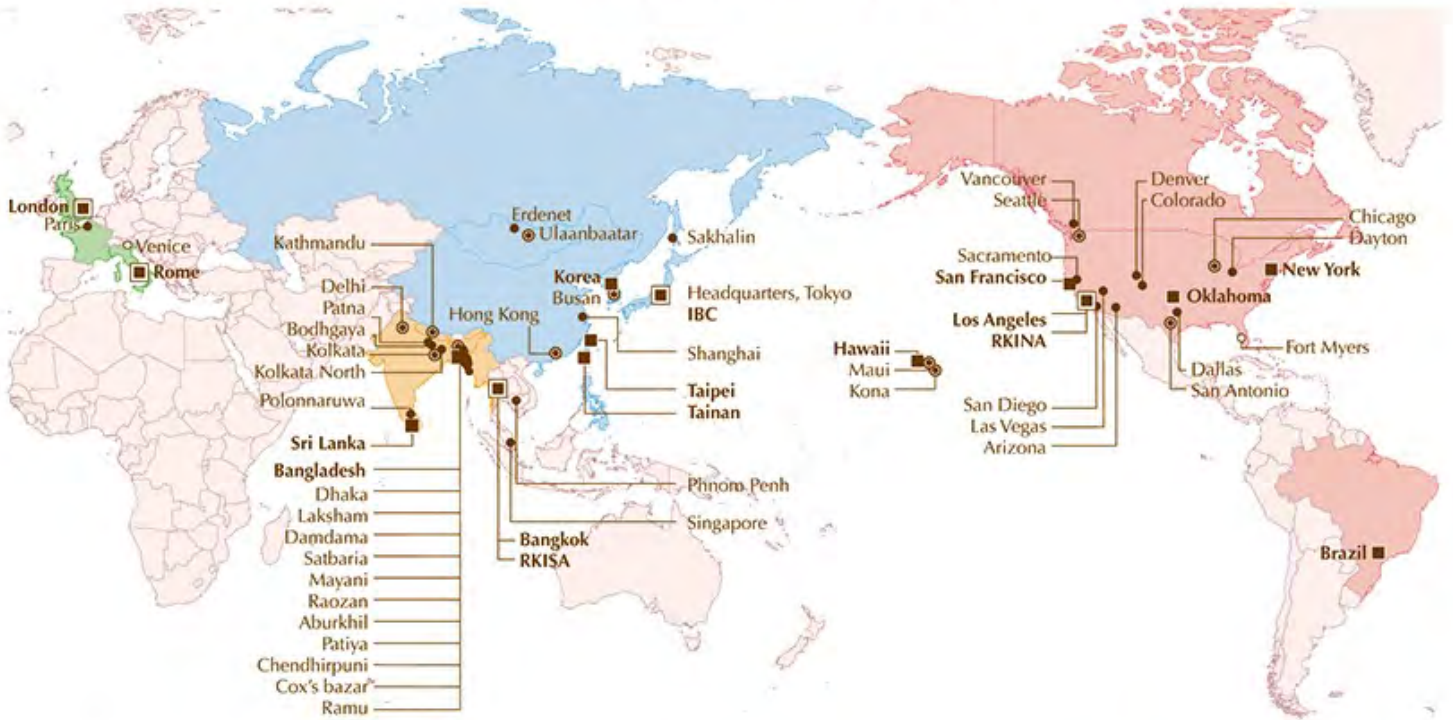 London
Paris
Venice
Rome
Kathmandu
Delhi
Patna
Bodhgaya
Kolkata
Kolkata North
Polonnaruwa
Sri Lanka
Bangladesh
Dhaka
Laksham
Damdama
Satbaria
Mayani
Raozan
Aburkhil
Patiya
Chendhirpuni
Cox's bazar
Ramu
Erdenet
Ulaanbaatar
Sakhalin
Korea
Busan
Headquarters, Tokyo
IBC
Hong Kong
Shanghai
Taipei
Tainan
Phnom Penh
Singapore
Bangkok
RKISA
Vancouver
Seattle
Denver
Colorado
Chicago
Dayton
Sacramento
San Francisco
New York
Oklahoma
Los Angeles
RKINA
Hawaii
Maui
Kona
Fort Myers
Dallas
San Antonio
San Diego
Las Vegas
Arizona
Brazil